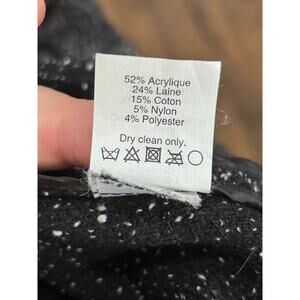 52% Acrylique
24% Laine
15% Coton
5% Nylon
4% Polyester
Dry clean only.